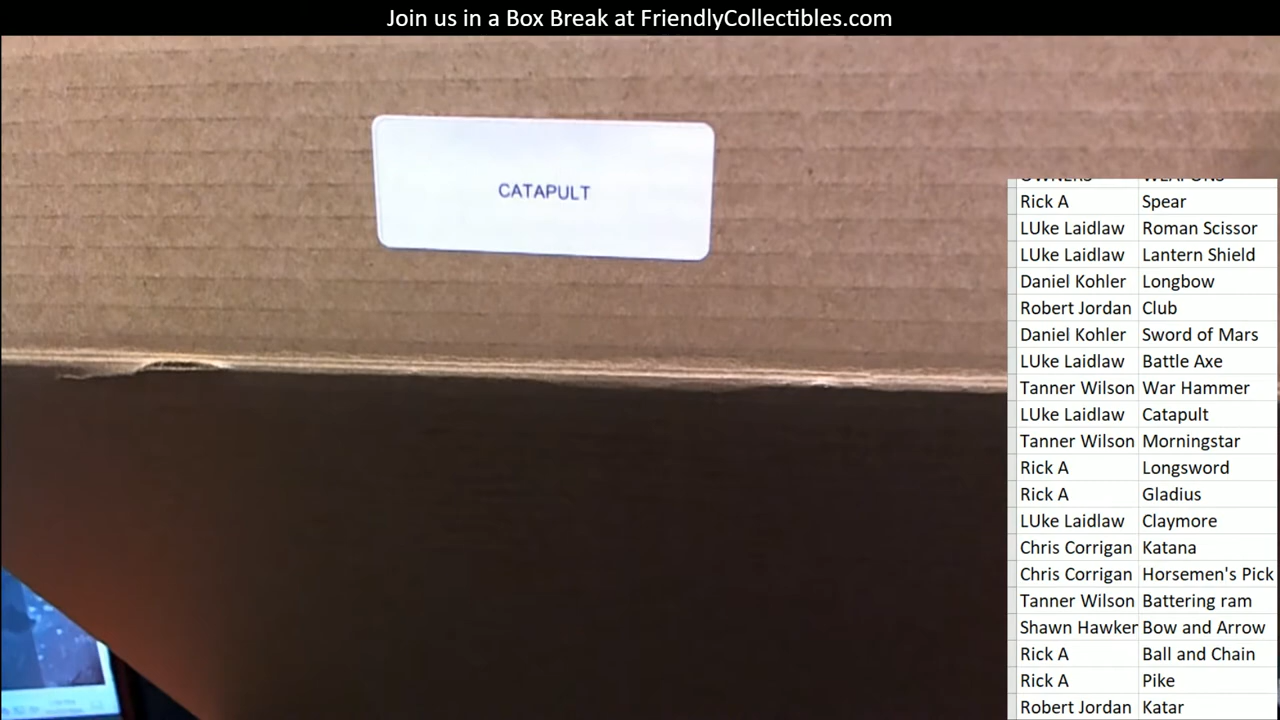 Join us in a Box Break at FriendlyCollectibles.com
CATAPULT
OWNERS WEAPONS
Rick A Spear
LUke Laidlaw Roman Scissor
LUke Laidlaw Lantern Shield
Daniel Kohler Longbow
Robert Jordan Club
Daniel Kohler Sword of Mars
LUke Laidlaw Battle Axe
Tanner Wilson War Hammer
LUke Laidlaw Catapult
Tanner Wilson Morningstar
Rick A Longsword
Rick A Gladius
LUke Laidlaw Claymore
Chris Corrigan Katana
Chris Corrigan Horsemen's Pick
Tanner Wilson Battering ram
Shawn Hawker Bow and Arrow
Rick A Ball and Chain
Rick A Pike
Robert Jordan Katar